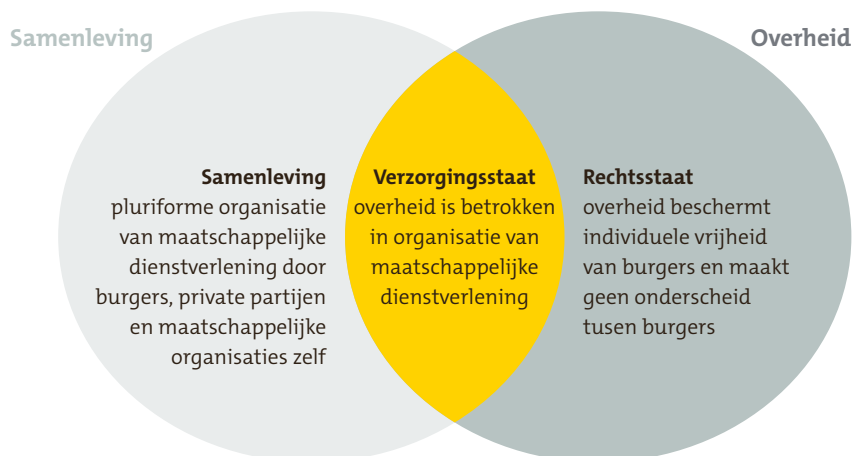 Samenleving
Overheid
Samenleving
pluriforme organisatie
van maatschappelijke
dienstverlening door
burgers, private partijen
en maatschappelijke
organisaties zelf
Verzorgingsstaat
overheid is betrokken
in organisatie van
maatschappelijke
dienstverlening
Rechtsstaat
overheid beschermt
individuele vrijheid
van burgers en maakt
geen onderscheid
tusen burgers